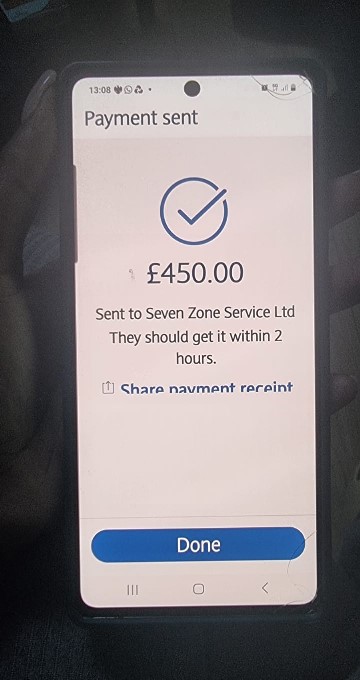 13:08
Payment sent
£450.00
Sent to Seven Zone Service Ltd
They should get it within 2
hours.
Share payment receipt
Done